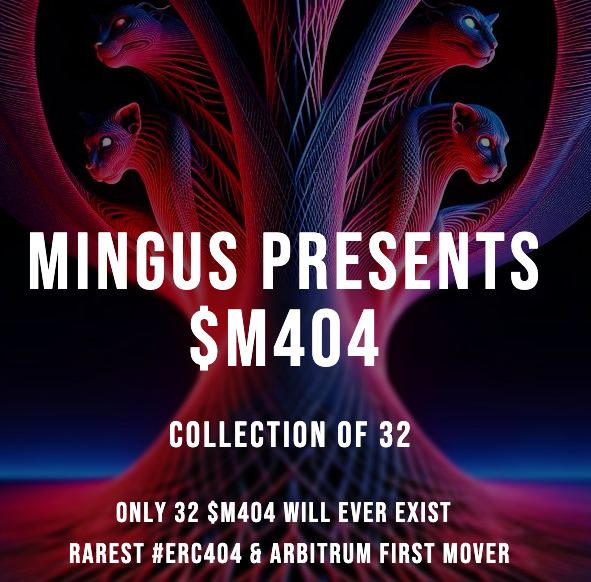 MINGUS PRESENTS
$M404
COLLECTION OF 32
ONLY 32 $M404 WILL EVER EXIST
RAREST #ERC404 & ARBITRUM FIRST MOVER